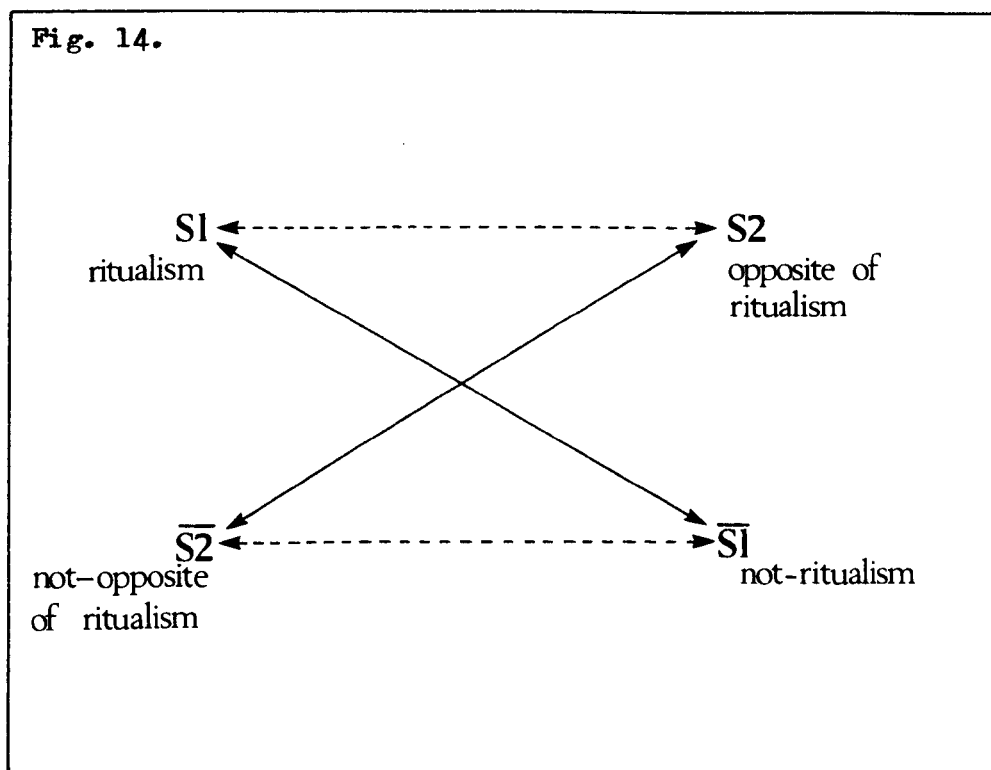 Fig. 14.
S1
S2
ritualism
opposite of
ritualism
S̅2̅
S̅1̅
not-opposite
of ritualism
not-ritualism